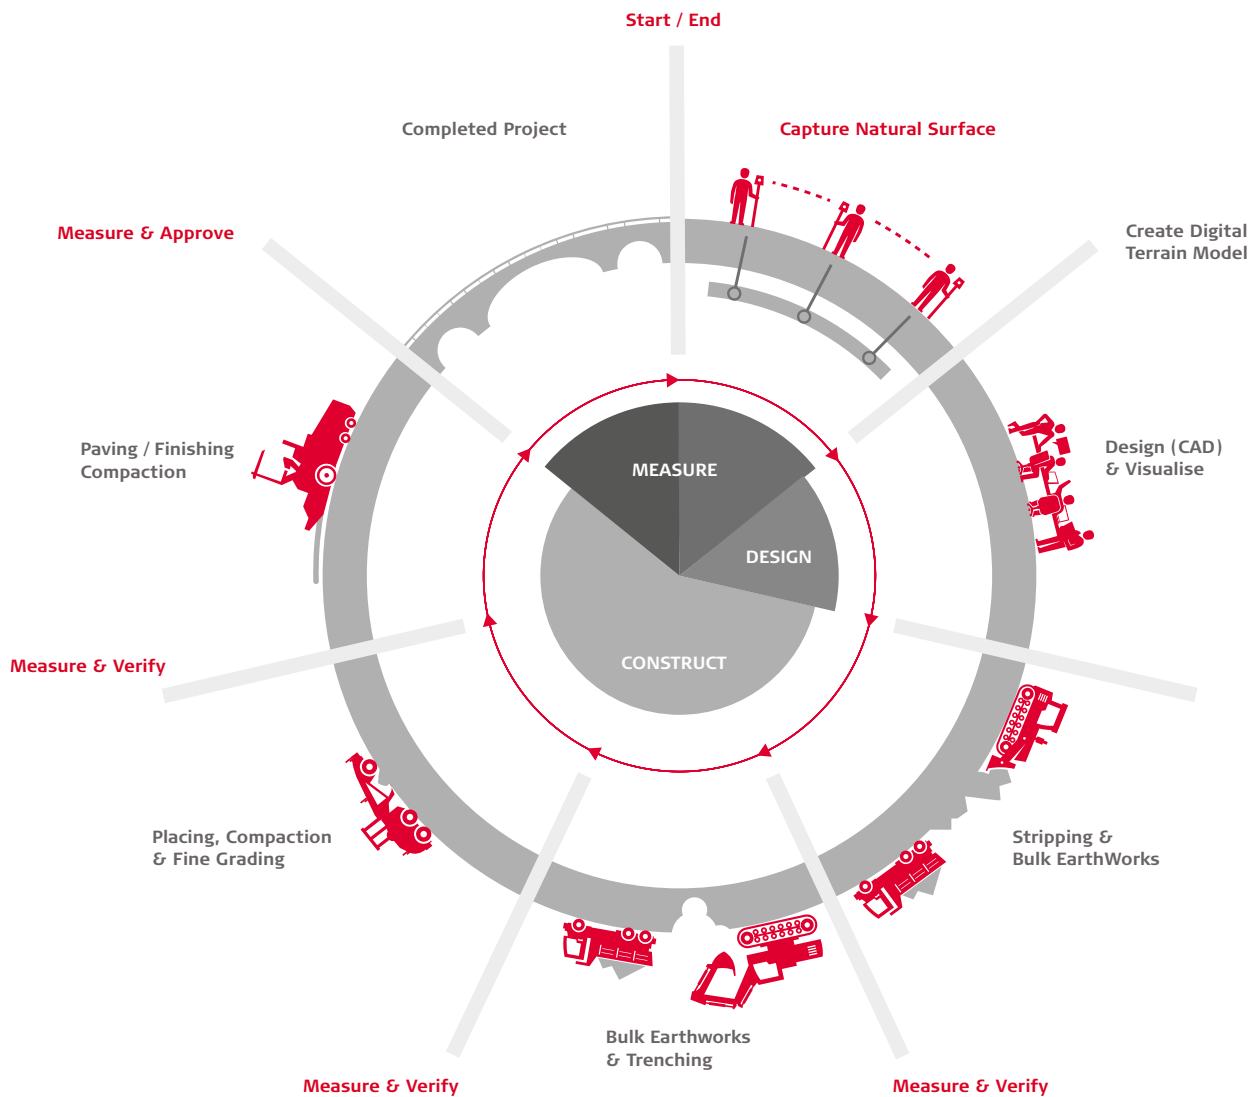 Start / End
Completed Project
Capture Natural Surface
Measure & Approve
Create Digital
Terrain Model
Paving / Finishing
Compaction
Design (CAD)
& Visualise
MEASURE
DESIGN
CONSTRUCT
Measure & Verify
Placing, Compaction
& Fine Grading
Stripping &
Bulk EarthWorks
Bulk Earthworks
& Trenching
Measure & Verify
Measure & Verify